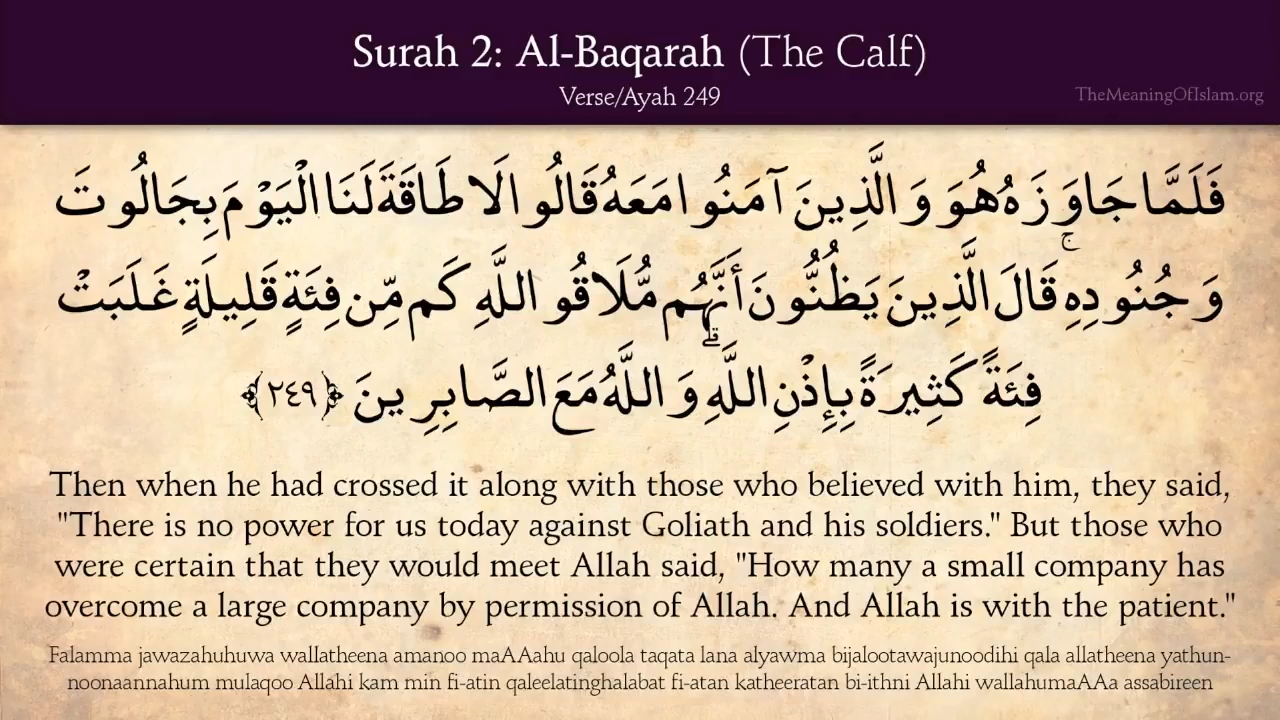 Surah 2: Al-Baqarah (The Calf)
Verse/Ayah 249
TheMeaningOfIslam.org
فَلَمَّا جَاوَزَهُ هُوَ وَالَّذِينَ آمَنُوا مَعَهُ قَالُوا لَا طَاقَةَ لَنَا الْيَوْمَ بِجَالُوتَ
وَجُنُودِهِ ۚ قَالَ الَّذِينَ يَظُنُّونَ أَنَّهُم مُّلَاقُو اللَّهِ كَم مِّن فِئَةٍ قَلِيلَةٍ غَلَبَتْ
فِئَةً كَثِيرَةً بِإِذْنِ اللَّهِ ۗ وَاللَّهُ مَعَ الصَّابِرِينَ ﴿٢٤٩﴾
Then when he had crossed it along with those who believed with him, they said,
"There is no power for us today against Goliath and his soldiers." But those who
were certain that they would meet Allah said, "How many a small company has
overcome a large company by permission of Allah. And Allah is with the patient."
Falamma jawazahuhuwa wallatheena amanoo maAAahu qaloola taqata lana alyawma bijalootawajunoodihi qala allatheena yathun-
noonaannahum mulaqoo Allahi kam min fi-atin qaleelatinghalabat fi-atan katheeratan bi-ithni Allahi wallahumaAAa assabireen